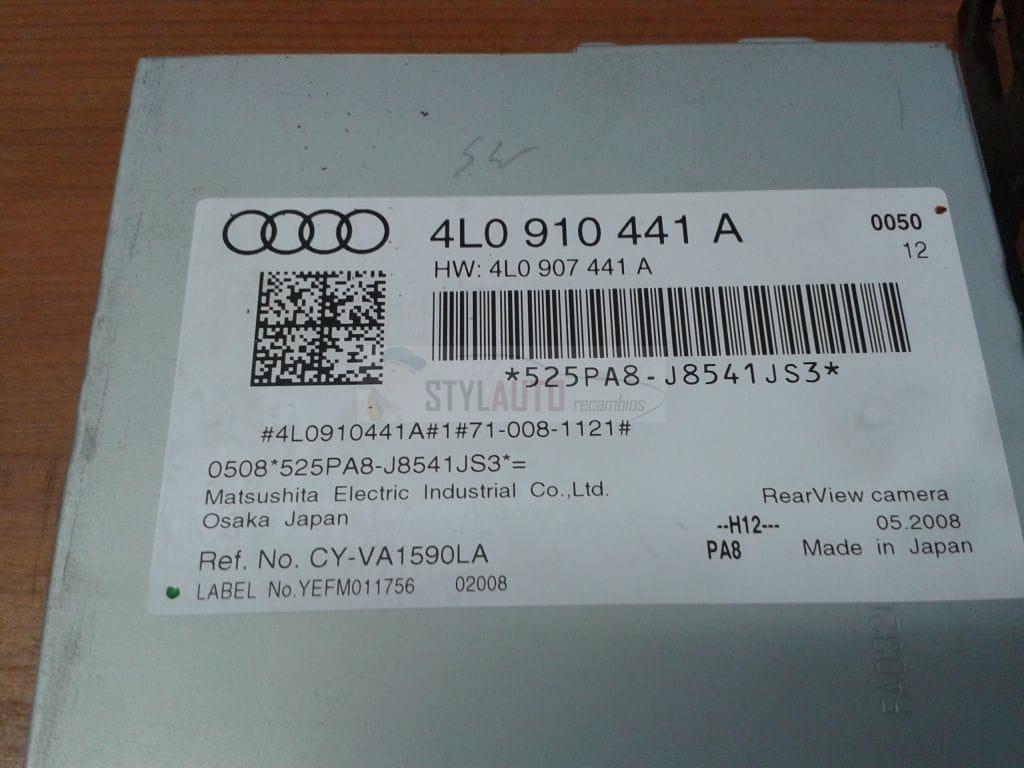 4L0 910 441 A
0050
12
HW: 4L0 907 441 A
*525PA8-J8541JS3*
STYLAUTO recambios
#4L0910441A#1#71-008-1121#
0508*525PA8-J8541JS3*=
Matsushita Electric Industrial Co.,Ltd.
Osaka Japan
RearView camera
--H12---
05.2008
PA8
Made in Japan
Ref. No. CY-VA1590LA
LABEL No.YEFM011756 02008